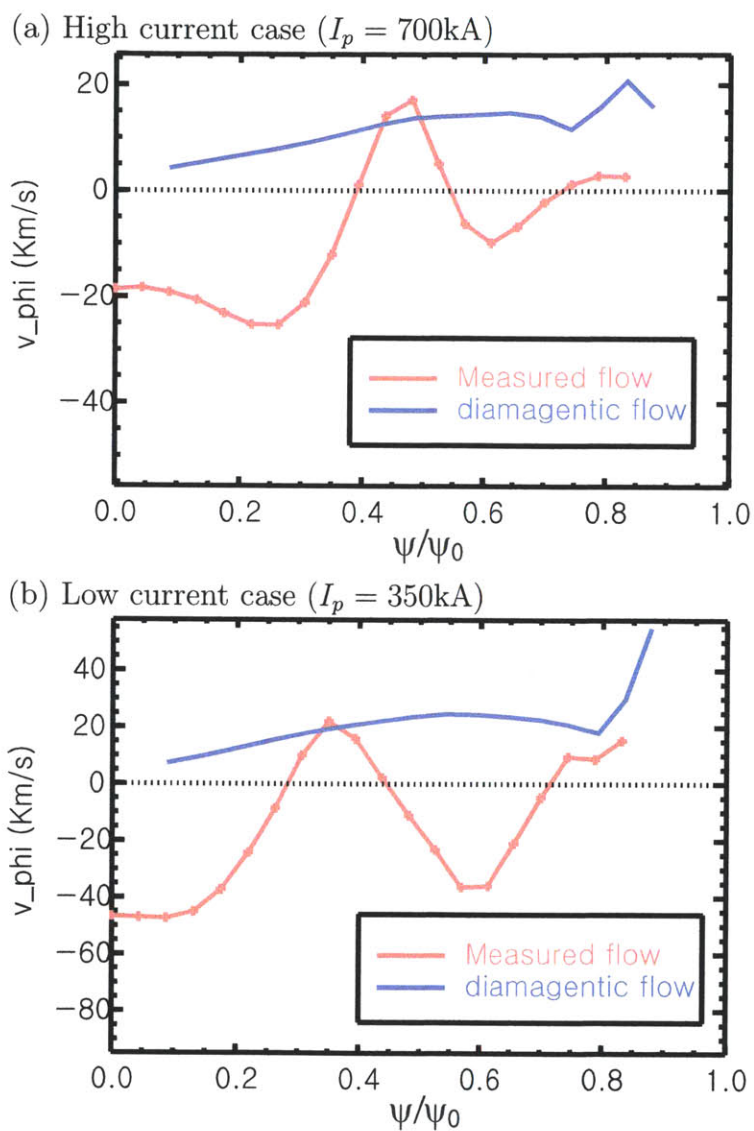 (a) High current case (I_p = 700kA)
20
0
−20
−40
v_phi (Km/s)
Measured flow
diamagentic flow
0.0 0.2 0.4 0.6 0.8 1.0
ψ/ψ₀
(b) Low current case (I_p = 350kA)
40
20
0
−20
−40
−60
−80
v_phi (Km/s)
Measured flow
diamagentic flow
0.0 0.2 0.4 0.6 0.8 1.0
ψ/ψ₀